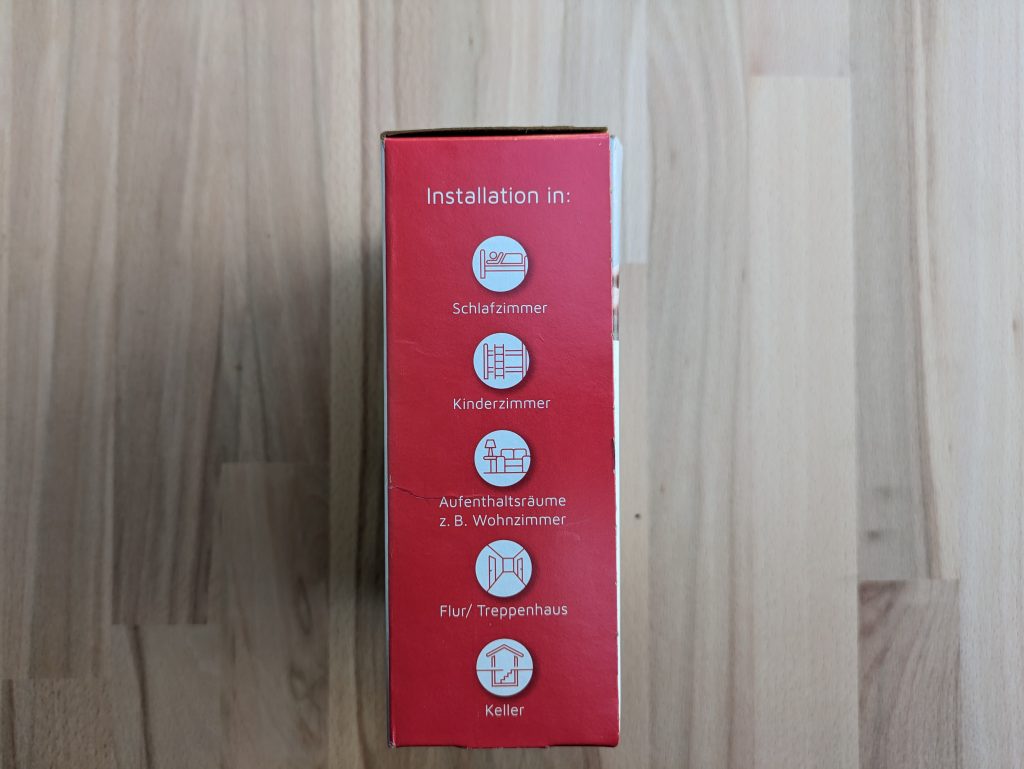 Installation in:
Schlafzimmer
Kinderzimmer
Aufenthaltsräume
z. B. Wohnzimmer
Flur/ Treppenhaus
Keller